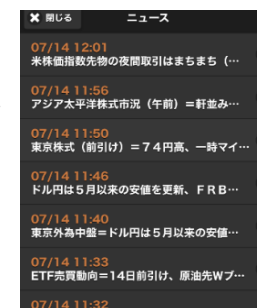 ✖ 閉じる ニュース
07/14 12:01
米株価指数先物の夜間取引はまちまち（…
07/14 11:56
アジア太平洋株式市況（午前）＝軒並み…
07/14 11:50
東京株式（前引け）＝７４円高、一時マイ…
07/14 11:46
ドル円は５月以来の安値を更新、ＦＲＢ…
07/14 11:40
東京外為中盤＝ドル円は５月以来の安値…
07/14 11:33
ETF売買動向＝14日前引け、原油先Wブ…
07/14 11:32